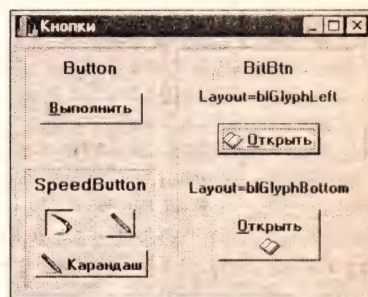 Кнопки
Button
Выполнить
BitBtn
Layout=blGlyphLeft
Открыть
SpeedButton
Карандаш
Layout=blGlyphBottom
Открыть